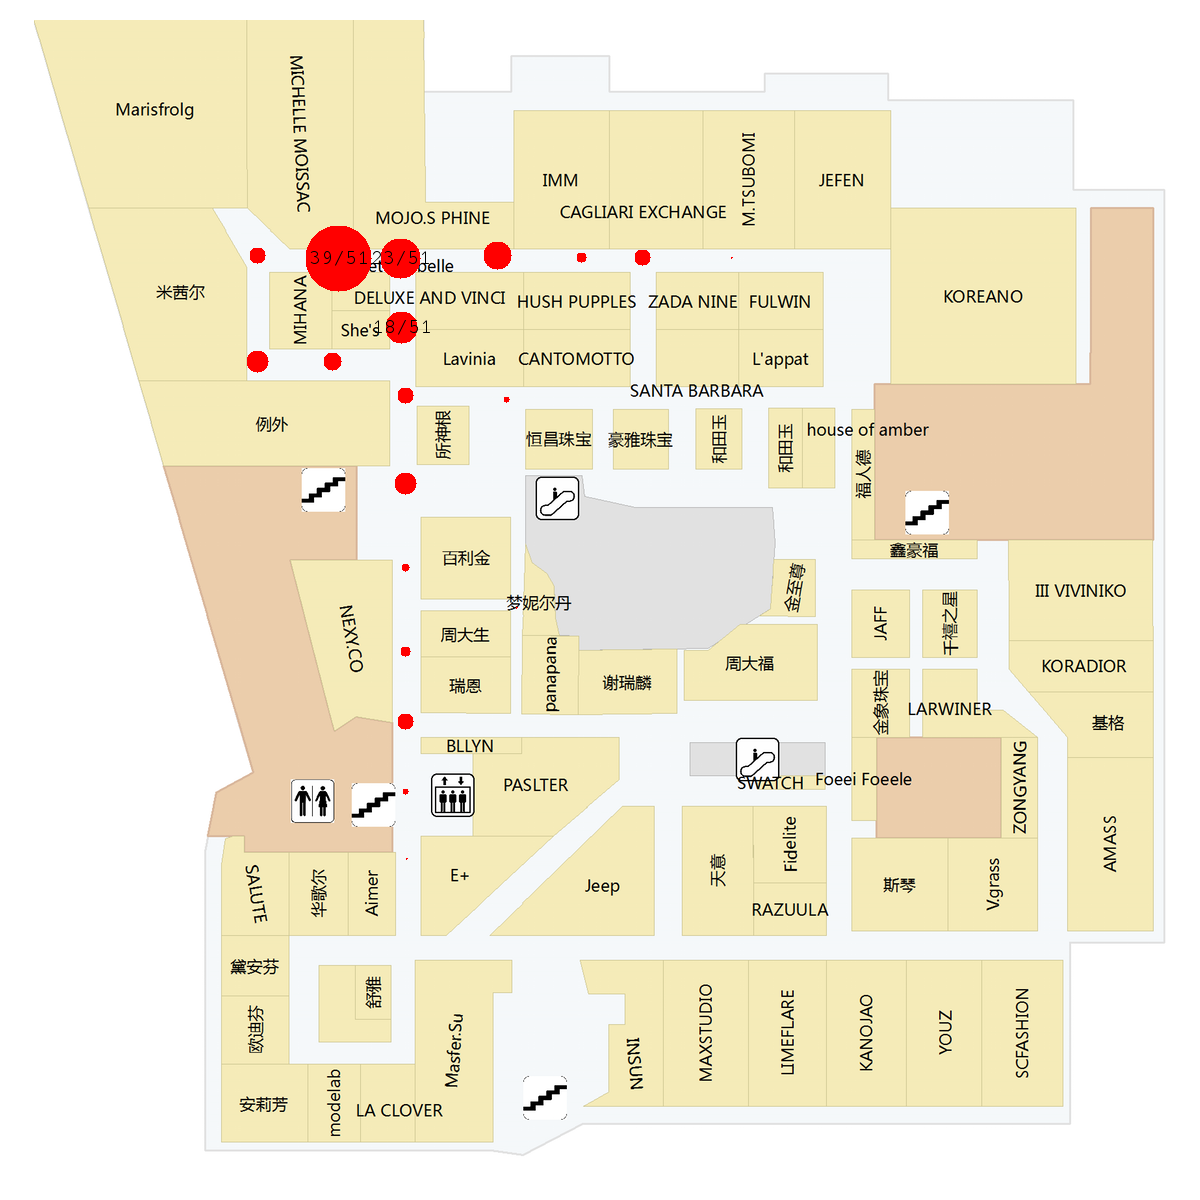 Marisfrolg
MICHELLE MOISSAC
MOJO.S PHINE
IMM
CAGLIARI EXCHANGE
M.TSUBOMI
JEFEN
39/51
23/51
belle
米茜尔
MIHANA
DELUXE AND VINCI
HUSH PUPPLES
ZADA NINE
FULWIN
KOREANO
She's
18/51
Lavinia
CANTOMOTTO
L'appat
SANTA BARBARA
例外
所神根
恒昌珠宝
豪雅珠宝
和田玉
和田玉
house of amber
福人德
百利金
鑫豪福
梦妮尔丹
金至尊
III VIVINIKO
NEXY.CO
周大生
JAFF
千禧之星
瑞恩
panapana
谢瑞麟
周大福
KORADIOR
金象珠宝
LARWINER
基格
BLLYN
PASLTER
SWATCH
Foeei Foeele
ZONGYANG
E+
Jeep
天意
Fidelite
RAZUULA
斯琴
V.grass
AMASS
SALUTE
华歌尔
Aimer
黛安芬
舒雅
欧迪芬
Masfer.Su
INSUN
MAXSTUDIO
LIMEFLARE
KANOJAO
YOUZ
SCFASHION
安莉芳
modelab
LA CLOVER